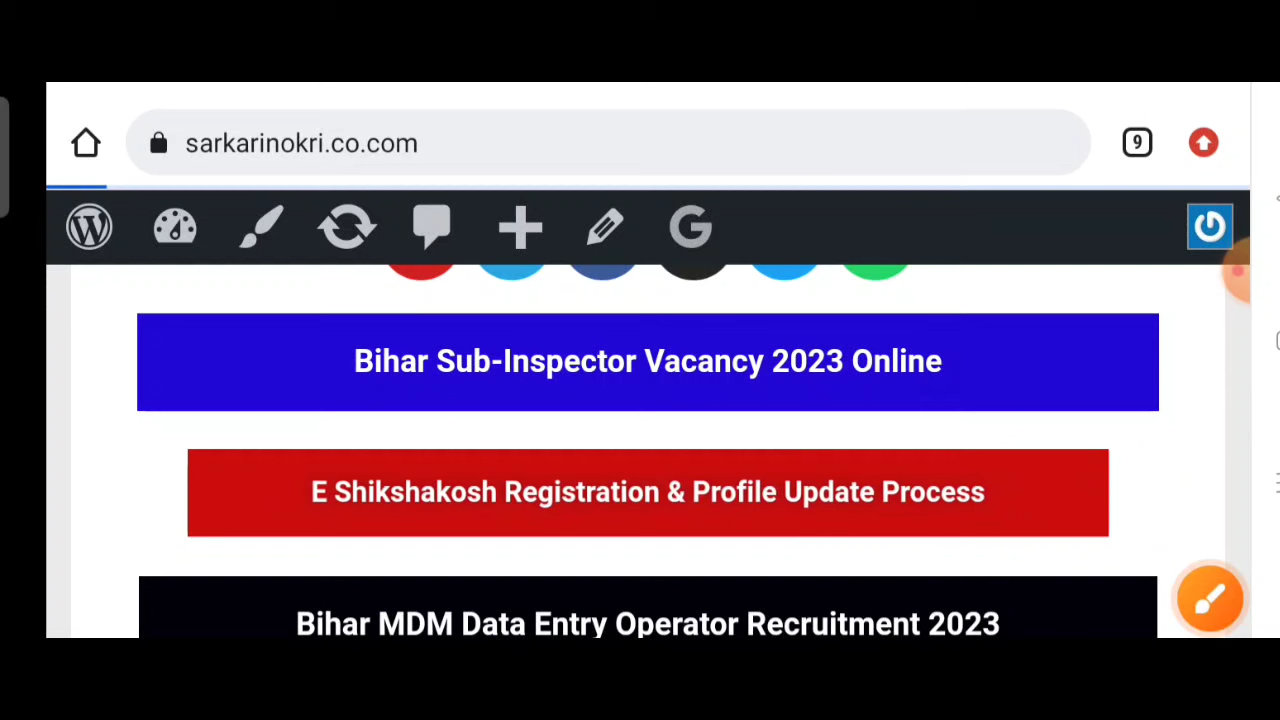 sarkarinokri.co.com
9
Bihar Sub-Inspector Vacancy 2023 Online
E Shikshakosh Registration & Profile Update Process
Bihar MDM Data Entry Operator Recruitment 2023